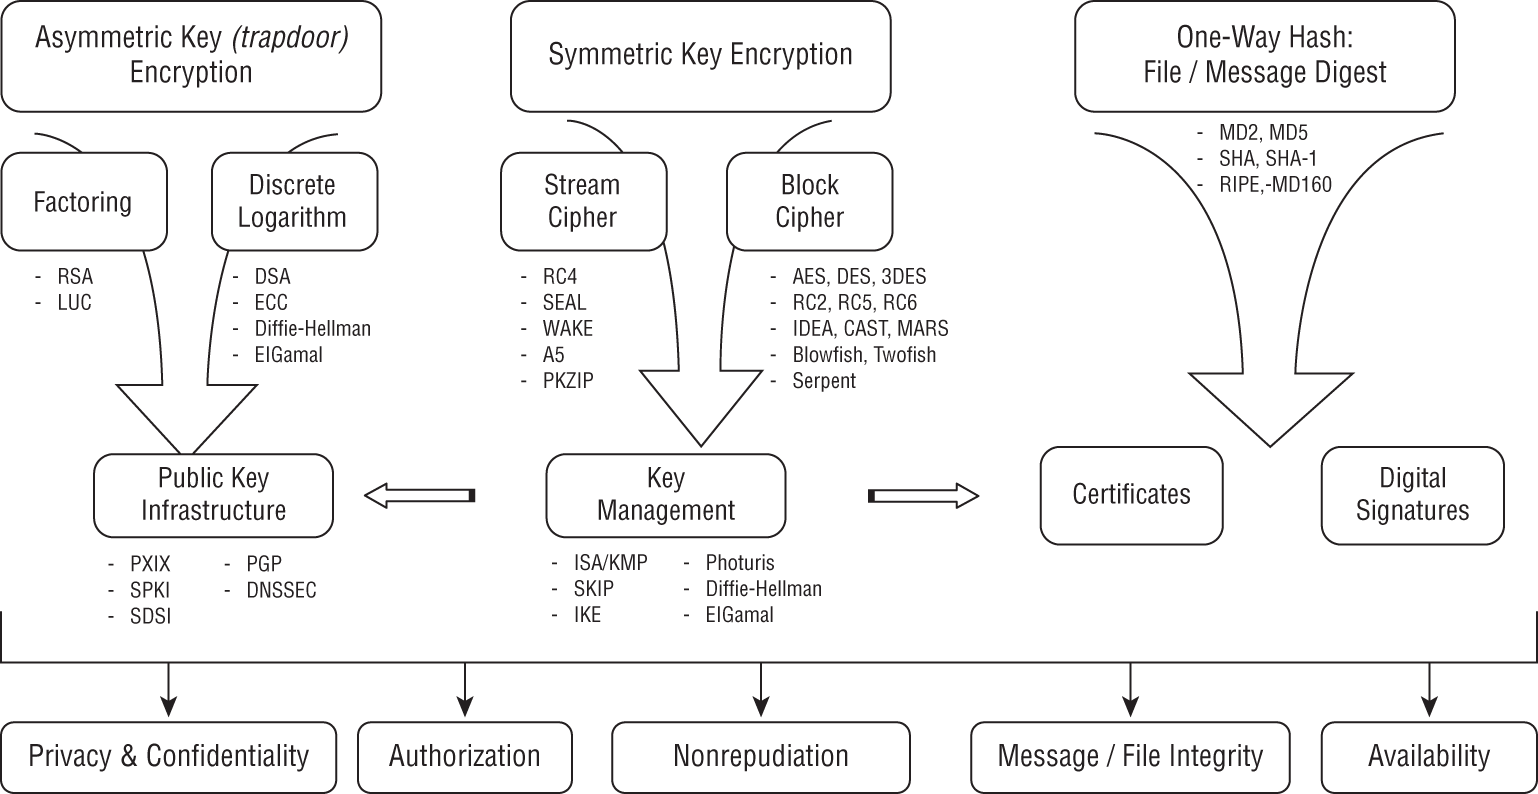 Asymmetric Key (trapdoor)
Encryption
Symmetric Key Encryption
One-Way Hash:
File / Message Digest
- MD2, MD5
- SHA, SHA-1
- RIPE,-MD160
Factoring
Discrete
Logarithm
Stream
Cipher
Block
Cipher
- RSA
- LUC
- DSA
- ECC
- Diffie-Hellman
- ElGamal
- RC4
- SEAL
- WAKE
- A5
- PKZIP
- AES, DES, 3DES
- RC2, RC5, RC6
- IDEA, CAST, MARS
- Blowfish, Twofish
- Serpent
Public Key
Infrastructure
Key
Management
Certificates
Digital
Signatures
- PXIX
- SPKI
- SDSI
- PGP
- DNSSEC
- ISA/KMP
- SKIP
- IKE
- Photuris
- Diffie-Hellman
- ElGamal
Privacy & Confidentiality
Authorization
Nonrepudiation
Message / File Integrity
Availability